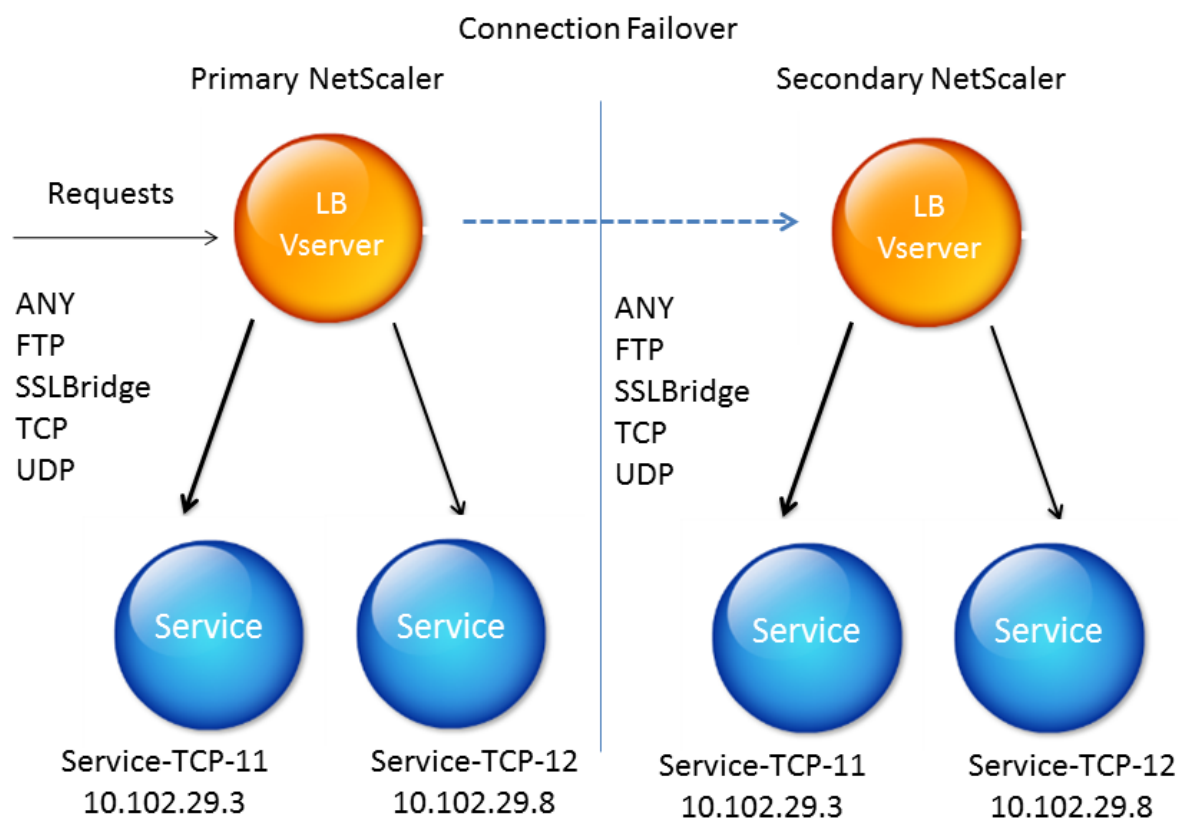 Connection Failover
Primary NetScaler
Secondary NetScaler
Requests
LB
Vserver
ANY
FTP
SSLBridge
TCP
UDP
Service
Service
Service-TCP-11
10.102.29.3
Service-TCP-12
10.102.29.8
LB
Vserver
ANY
FTP
SSLBridge
TCP
UDP
Service
Service
Service-TCP-11
10.102.29.3
Service-TCP-12
10.102.29.8